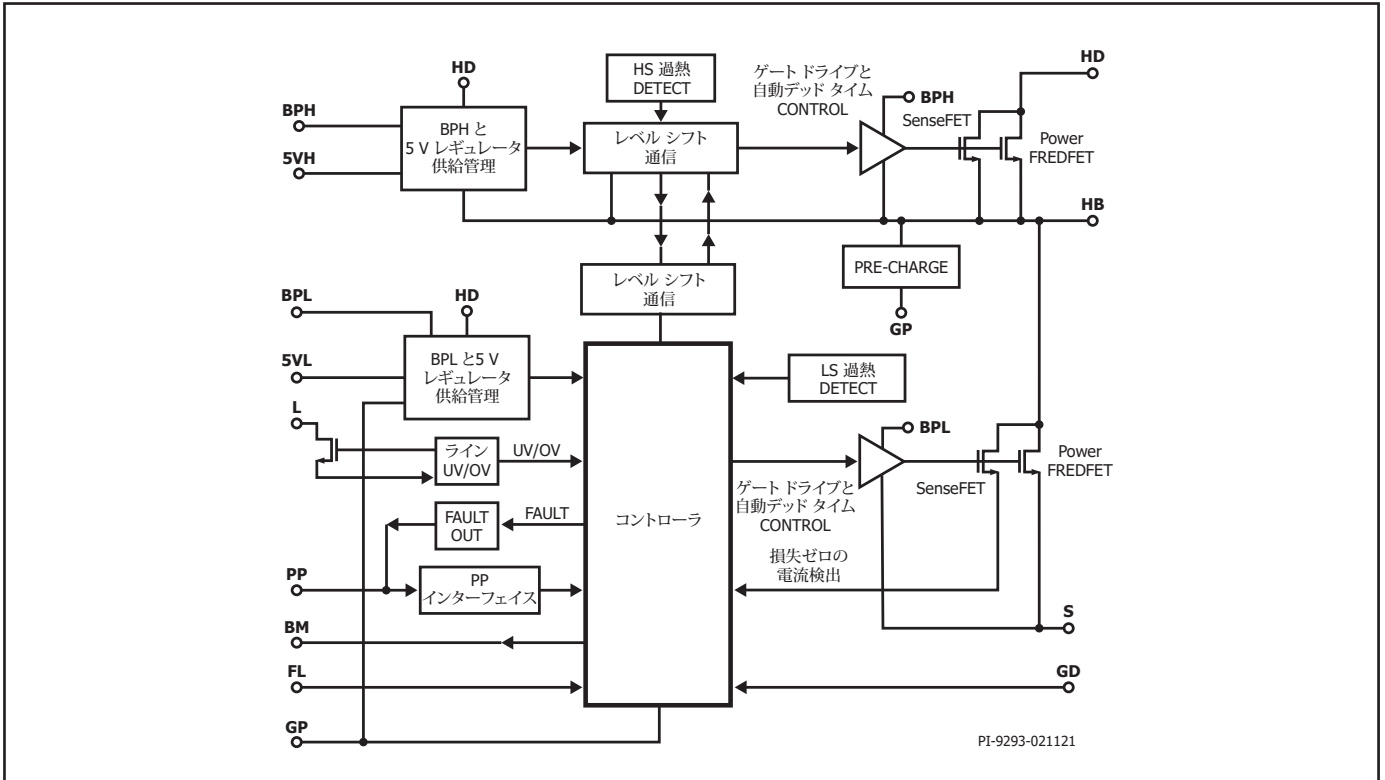 HD
HS 過熱
DETECT
ゲート ドライブと
自動デッド タイム
CONTROL
HD
BPH
BPH
SenseFET
BPH と
5 V レギュレータ
供給管理
レベル シフト
通信
Power
FREDFET
5VH
HB
PRE-CHARGE
レベル シフト
通信
GP
BPL
HD
5VL
BPL と5 V
レギュレータ
供給管理
LS 過熱
DETECT
L
BPL
ライン
UV/OV
UV/OV
Power
FREDFET
SenseFET
ゲート ドライブと
自動デッド タイム
CONTROL
FAULT
OUT
FAULT
コントローラ
損失ゼロの
電流検出
PP
PP
インターフェイス
S
BM
FL
GD
GP
PI-9293-021121